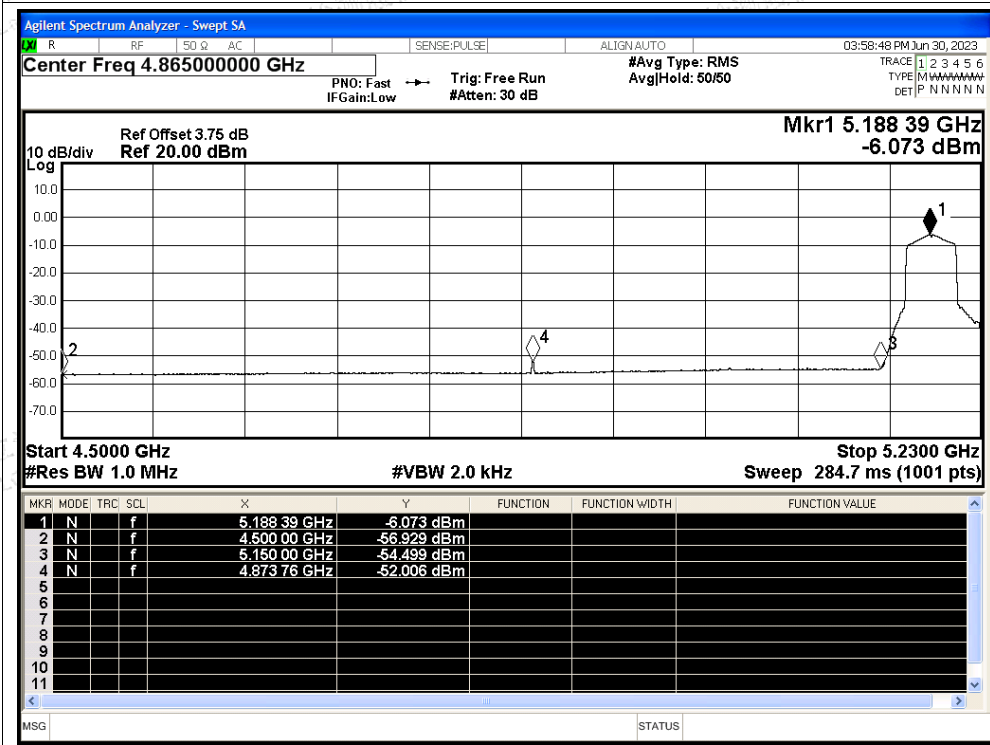 Agilent Spectrum Analyzer - Swept SA
LXI R RF 50 Ω AC SENSE:PULSE ALIGN AUTO 03:58:48 PM Jun 30, 2023
Center Freq 4.865000000 GHz
PNO: Fast
IFGain:Low
Trig: Free Run
#Atten: 30 dB
#Avg Type: RMS
Avg|Hold: 50/50
TRACE 1 2 3 4 5 6
TYPE M
DET P N N N N N
Ref Offset 3.75 dB
10 dB/div Ref 20.00 dBm
Log
Mkr1 5.188 39 GHz
-6.073 dBm
10.0
0.00
-10.0
-20.0
-30.0
-40.0
-50.0
-60.0
-70.0
1
2
4
3
Start 4.5000 GHz Stop 5.2300 GHz
#Res BW 1.0 MHz #VBW 2.0 kHz Sweep 284.7 ms (1001 pts)
MKR MODE TRC SCL X Y FUNCTION FUNCTION WIDTH FUNCTION VALUE
1 N f 5.188 39 GHz -6.073 dBm
2 N f 4.500 00 GHz -56.929 dBm
3 N f 5.150 00 GHz -54.499 dBm
4 N f 4.873 76 GHz -52.006 dBm
5
6
7
8
9
10
11
MSG STATUS